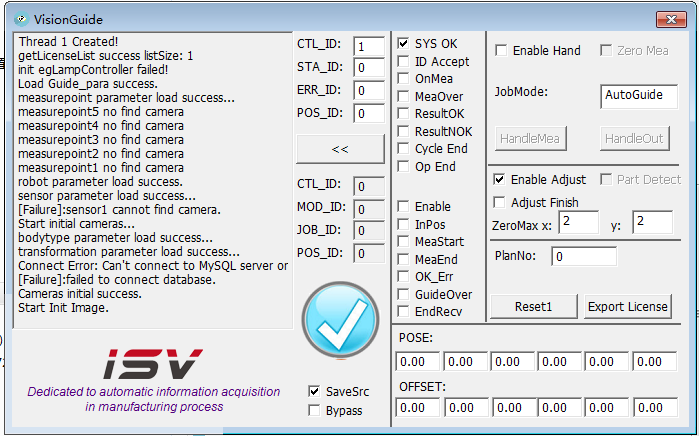 VisionGuide
Thread 1 Created!
getLicenseList success listSize: 1
init egLampController failed!
Load Guide_para success.
measurepoint parameter load success...
measurepoint5 no find camera
measurepoint4 no find camera
measurepoint3 no find camera
measurepoint2 no find camera
measurepoint1 no find camera
robot parameter load success.
sensor parameter load success...
[Failure]:sensor1 cannot find camera.
Start initial cameras...
bodytype parameter load success...
transformation parameter load success...
Connect Error: Can't connect to MySQL server or
[Failure]:failed to connect database.
Cameras initial success.
Start Init Image.
isv
Dedicated to automatic information acquisition
in manufacturing process
CTL_ID: 1
STA_ID: 0
ERR_ID: 0
POS_ID: 0
<<
CTL_ID: 0
MOD_ID: 0
JOB_ID: 0
POS_ID: 0
SaveSrc
Bypass
SYS OK
ID Accept
OnMea
MeaOver
ResultOK
ResultNOK
Cycle End
Op End
Enable
InPos
MeaStart
MeaEnd
OK_Err
GuideOver
EndRecv
Enable Hand Zero Mea
JobMode: AutoGuide
HandleMea HandleOut
Enable Adjust Part Detect
Adjust Finish
ZeroMax x: 2 y: 2
PlanNo: 0
Reset1 Export License
POSE:
0.00 0.00 0.00 0.00 0.00 0.00
OFFSET:
0.00 0.00 0.00 0.00 0.00 0.00